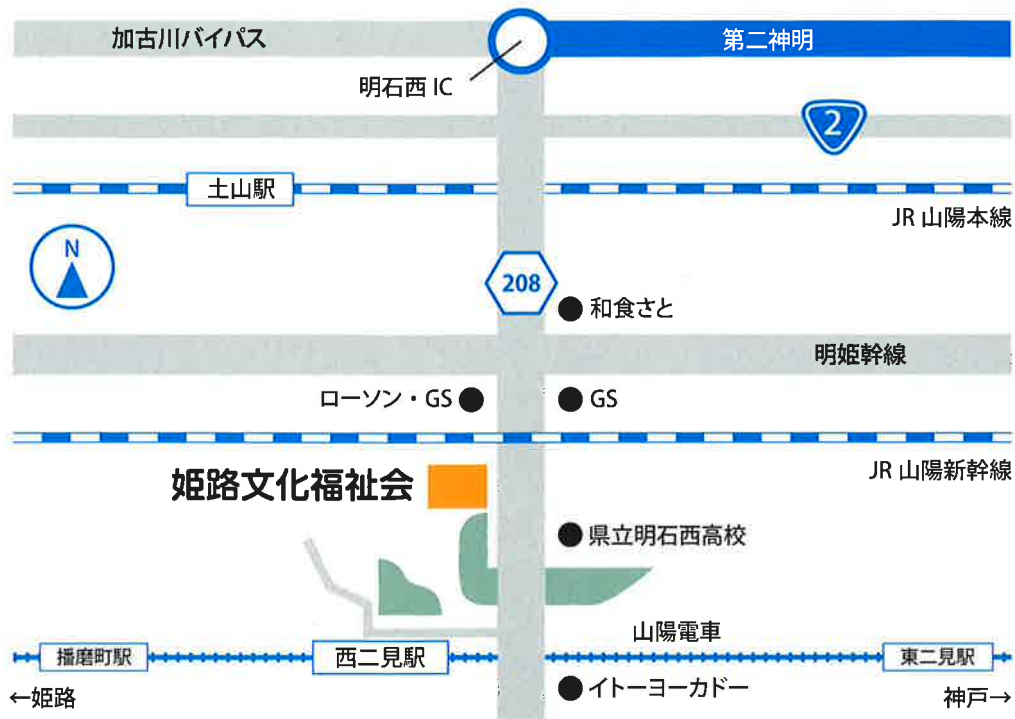 加古川バイパス
第二神明
明石西 IC
2
土山駅
JR 山陽本線
N
208
和食さと
明姫幹線
ローソン・GS
GS
JR 山陽新幹線
姫路文化福祉会
県立明石西高校
山陽電車
播磨町駅
西二見駅
東二見駅
←姫路
イトーヨーカドー
神戸→